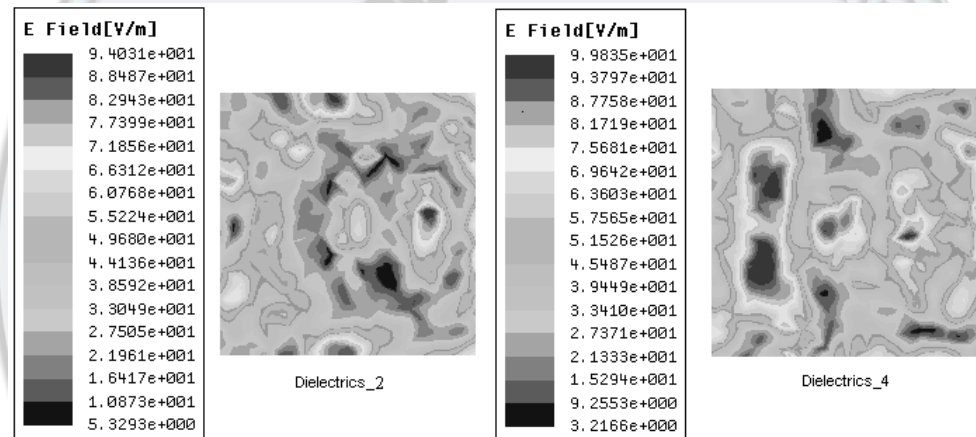 E Field[V/m]
9.4031e+001
8.8487e+001
8.2943e+001
7.7399e+001
7.1856e+001
6.6312e+001
6.0768e+001
5.5224e+001
4.9680e+001
4.4136e+001
3.8592e+001
3.3049e+001
2.7505e+001
2.1961e+001
1.6417e+001
1.0873e+001
5.3293e+000
Dielectrics_2
E Field[V/m]
9.9835e+001
9.3797e+001
8.7758e+001
8.1719e+001
7.5681e+001
6.9642e+001
6.3603e+001
5.7565e+001
5.1526e+001
4.5487e+001
3.9449e+001
3.3410e+001
2.7371e+001
2.1333e+001
1.5294e+001
9.2553e+000
3.2166e+000
Dielectrics_4